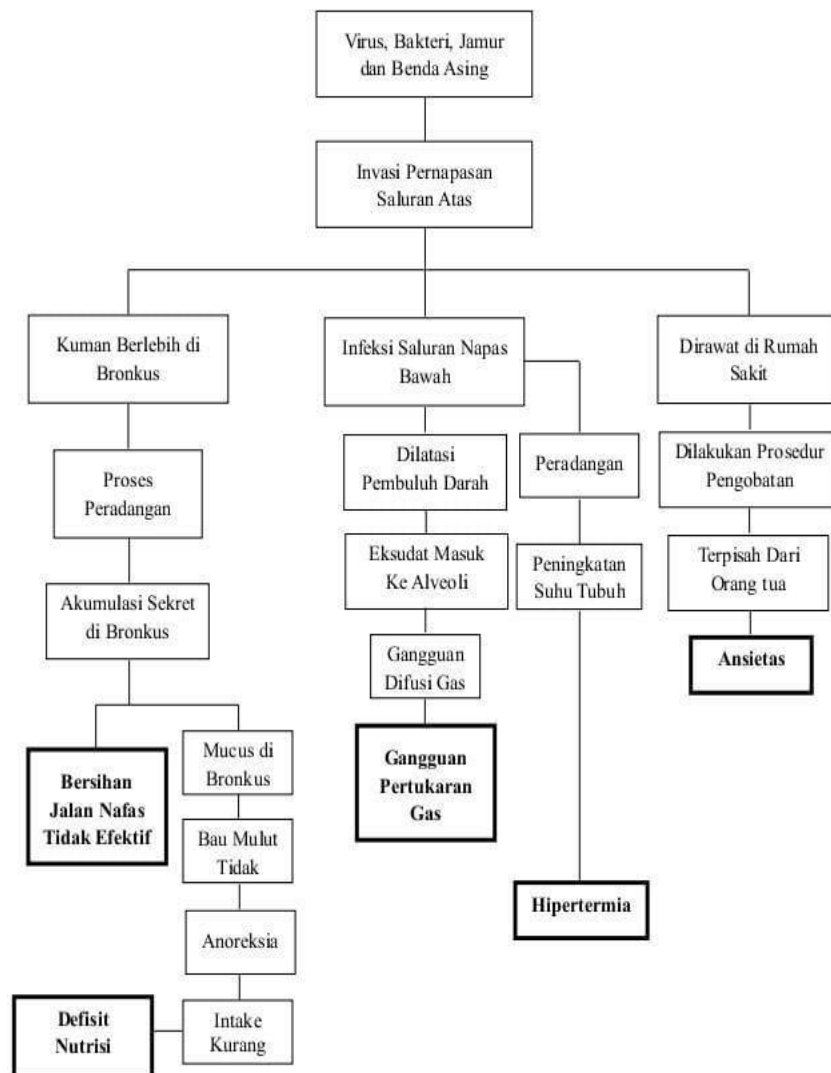 Virus, Bakteri, Jamur
dan Benda Asing
Invasi Pernapasan
Saluran Atas
Kuman Berlebih di
Bronkus
Proses
Peradangan
Akumulasi Sekret
di Bronkus
Bersihan
Jalan Nafas
Tidak Efektif
Mucus di
Bronkus
Bau Mulut
Tidak
Anoreksia
Intake
Kurang
Defisit
Nutrisi
Infeksi Saluran Napas
Bawah
Dilatasi
Pembuluh Darah
Eksudat Masuk
Ke Alveoli
Gangguan
Difusi Gas
Gangguan
Pertukaran
Gas
Peradangan
Peningkatan
Suhu Tubuh
Hipertermia
Dirawat di Rumah
Sakit
Dilakukan Prosedur
Pengobatan
Terpisah Dari
Orang tua
Ansietas